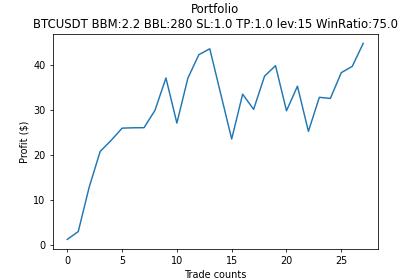 Portfolio
BTCUSDT BBM:2.2 BBL:280 SL:1.0 TP:1.0 lev:15 WinRatio:75.0
40
30
20
10
0
Profit ($)
0 5 10 15 20 25
Trade counts